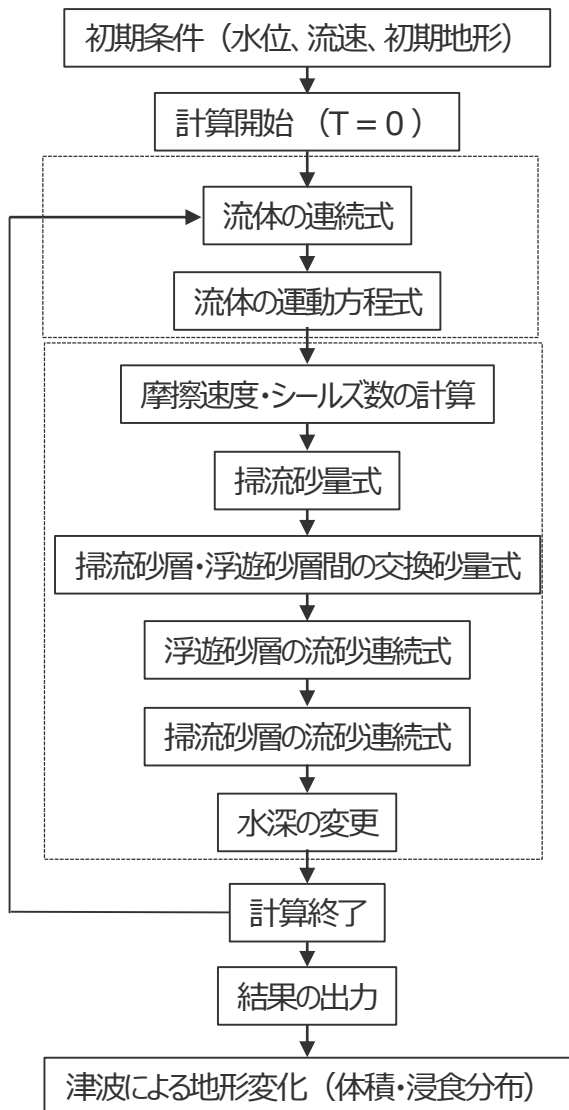 初期条件（水位、流速、初期地形）
計算開始 （T＝0）
流体の連続式
流体の運動方程式
摩擦速度・シールズ数の計算
掃流砂量式
掃流砂層・浮遊砂層間の交換砂量式
浮遊砂層の流砂連続式
掃流砂層の流砂連続式
水深の変更
計算終了
結果の出力
津波による地形変化（体積・浸食分布）